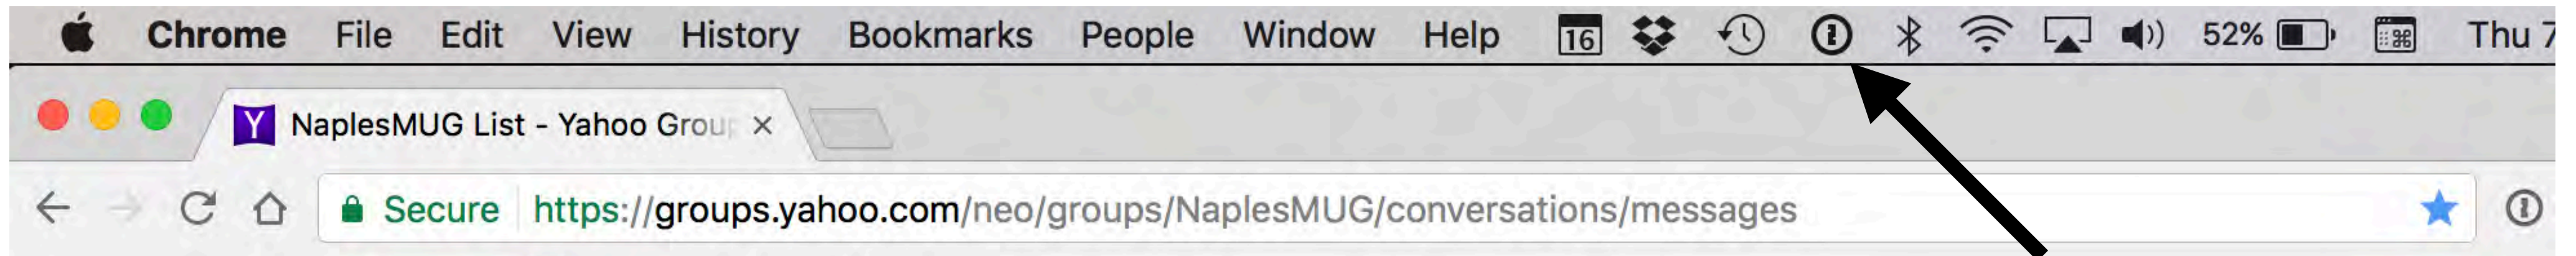 Chrome File Edit View History Bookmarks People Window Help 16 52% Thu 7
Y NaplesMUG List - Yahoo Grou ×
Secure https://groups.yahoo.com/neo/groups/NaplesMUG/conversations/messages